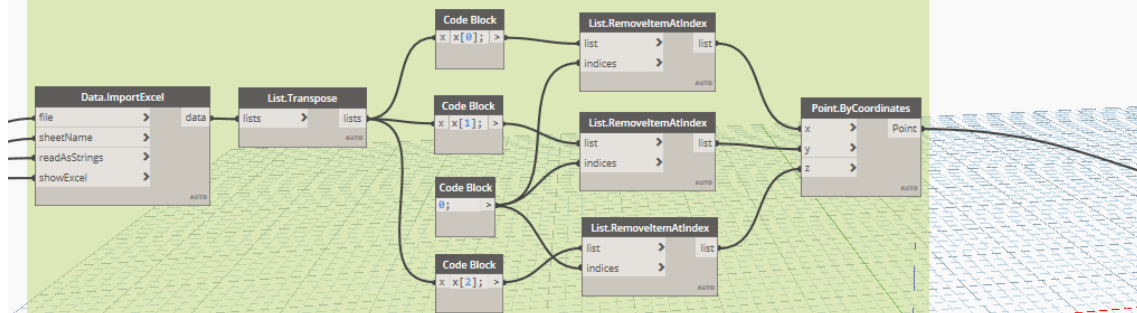 Data.ImportExcel
file >
data
sheetName >
readAsStrings >
showExcel >
AUTO
List.Transpose
lists >
lists
AUTO
Code Block
x x[0]; >
Code Block
x x[1]; >
Code Block
0; >
Code Block
x x[2]; >
List.RemoveItemAtIndex
list >
list
indices >
AUTO
List.RemoveItemAtIndex
list >
list
indices >
AUTO
List.RemoveItemAtIndex
list >
list
indices >
AUTO
Point.ByCoordinates
x >
Point
y >
z >
AUTO